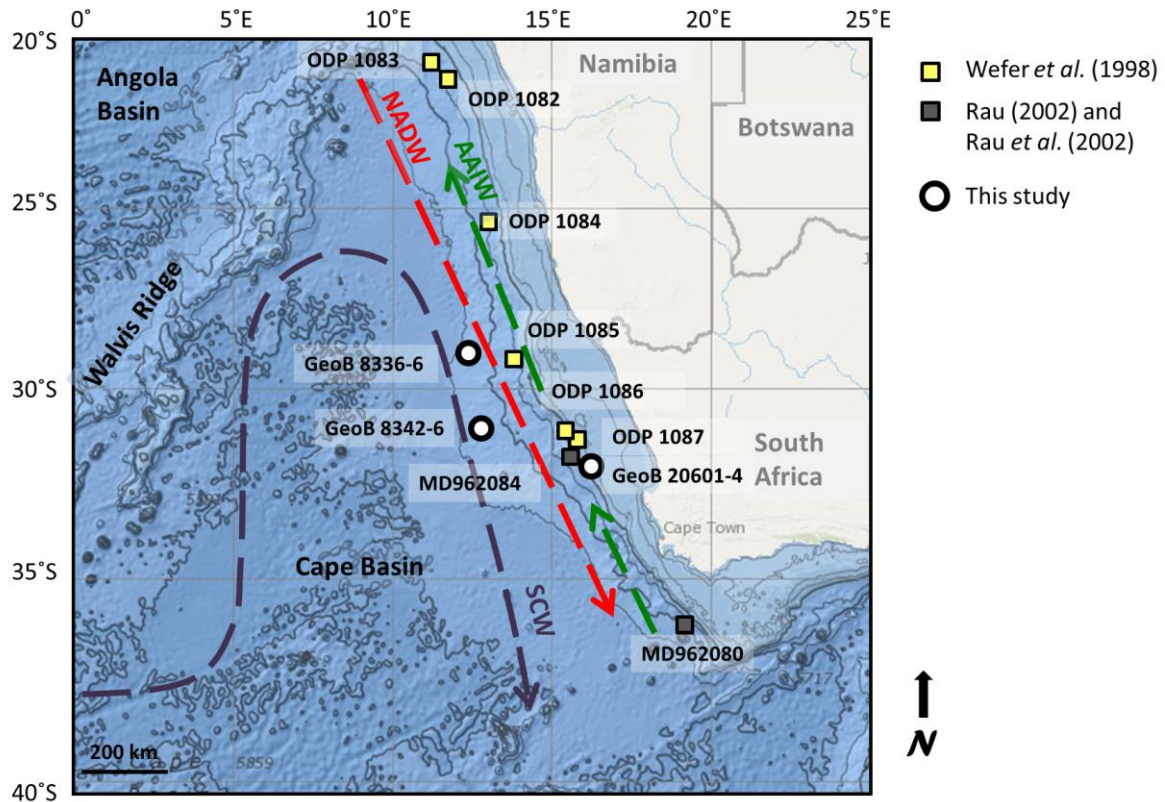 0°
5°E
10°E
15°E
20°E
25°E
20°S
25°S
30°S
35°S
40°S
Angola
Basin
ODP 1083
ODP 1082
Namibia
Botswana
NADW
AAIW
ODP 1084
Walvis Ridge
ODP 1085
GeoB 8336-6
ODP 1086
GeoB 8342-6
ODP 1087
South
Africa
MD962084
GeoB 20601-4
Cape Town
Cape Basin
SCW
MD962080
200 km
5859
Wefer et al. (1998)
Rau (2002) and
Rau et al. (2002)
This study
N